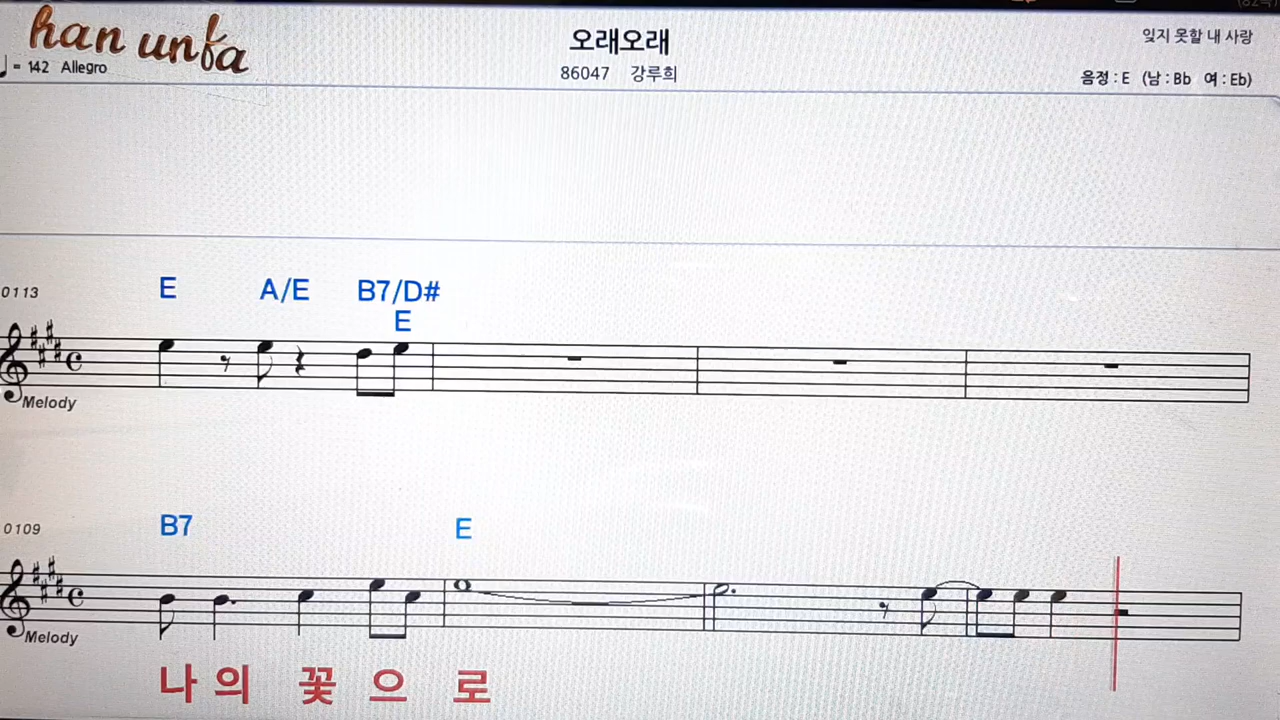 han unfa
오래오래
잊지 못할 내 사랑
= 142 Allegro
86047 강루희
음정 : E (남 : Bb 여 : Eb)
E A/E B7/D#
E
0113
Melody
B7 E
0109
Melody
나 의 꽃 으 로